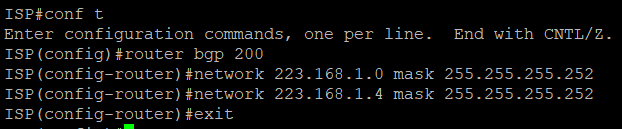 ISP#conf t
Enter configuration commands, one per line.  End with CNTL/Z.
ISP(config)#router bgp 200
ISP(config-router)#network 223.168.1.0 mask 255.255.255.252
ISP(config-router)#network 223.168.1.4 mask 255.255.255.252
ISP(config-router)#exit